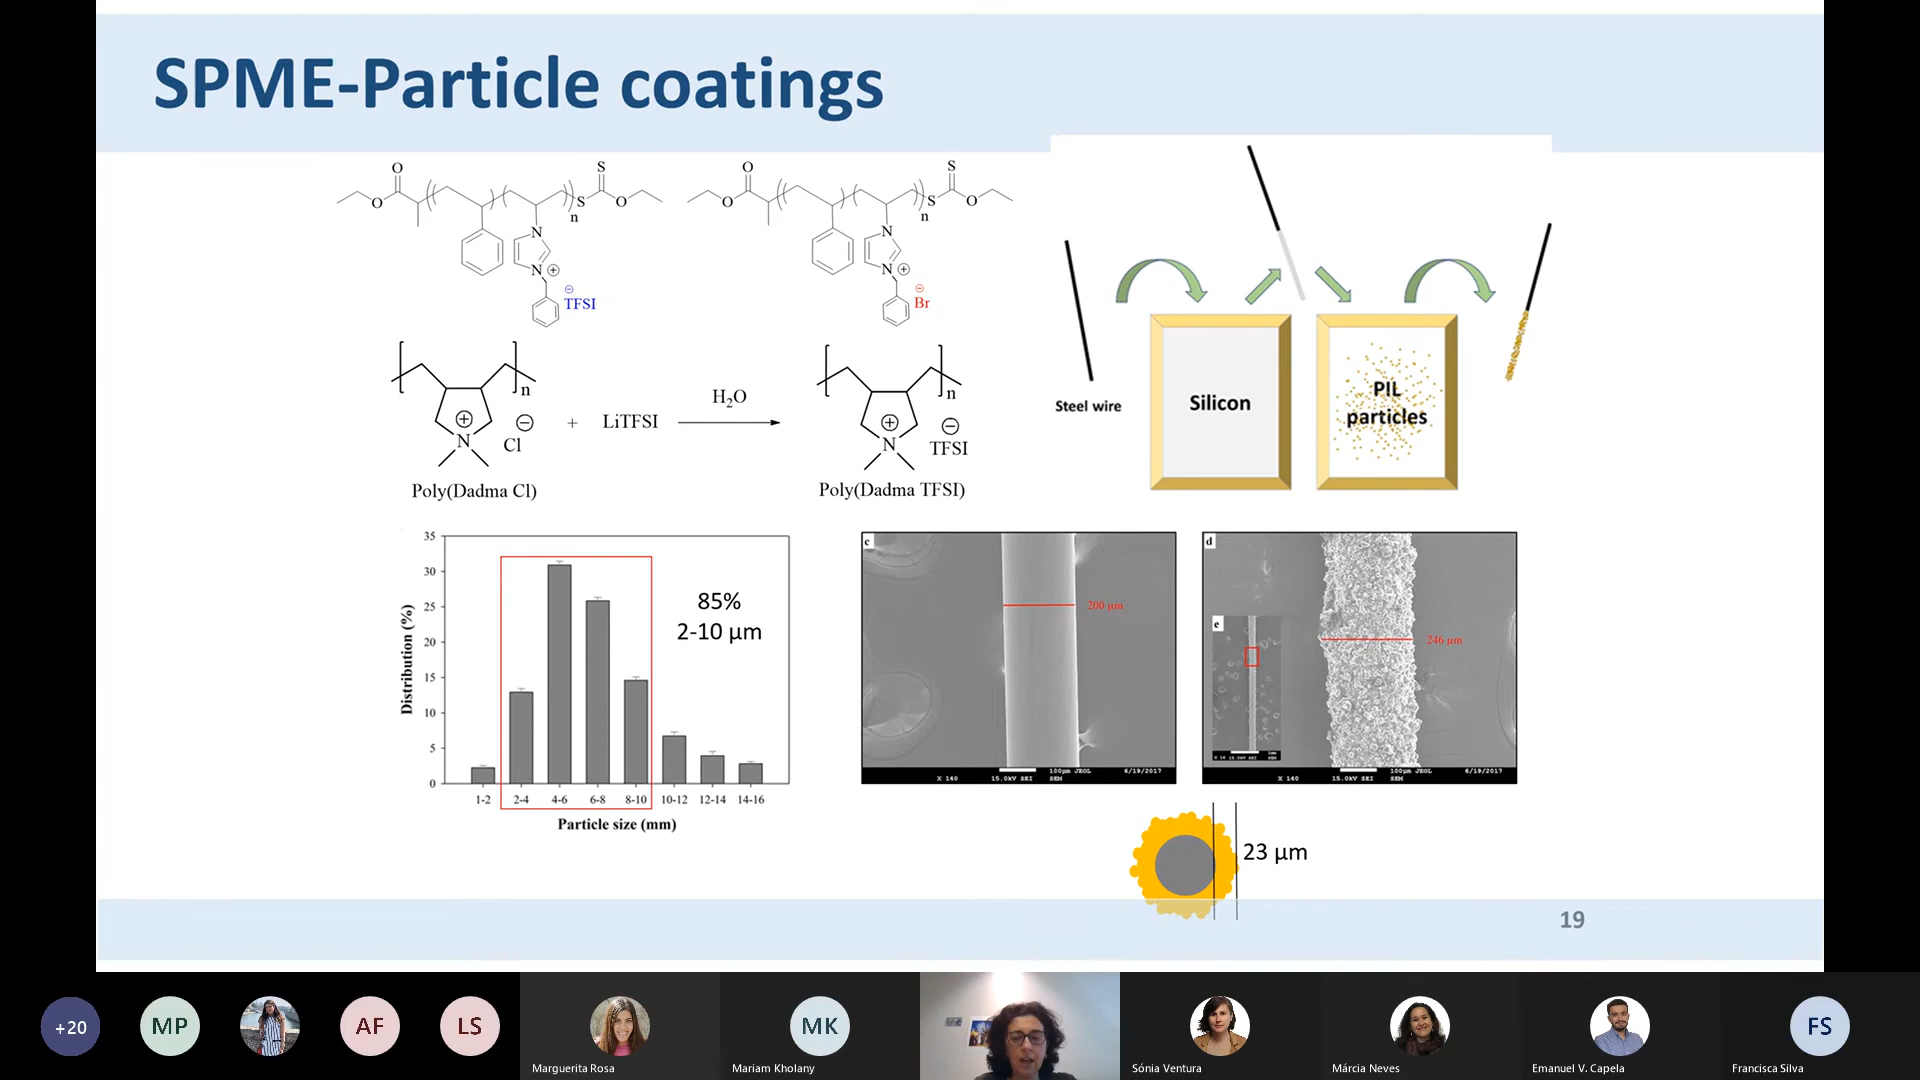 SPME-Particle coatings
O
O
S
S
O
n
N
N
⊕
⊖
TFSI
O
O
S
S
O
n
N
N
⊕
⊖
Br
n
⊕
⊖
N
Cl
Poly(Dadma Cl)
+
LiTFSI
H2O
n
⊕
⊖
N
TFSI
Poly(Dadma TFSI)
Steel wire
Silicon
PIL
particles
35
30
25
20
15
10
5
0
Distribution (%)
85%
2-10 µm
1-2 2-4 4-6 6-8 8-10 10-12 12-14 14-16
Particle size (mm)
c
200 µm
X 140 15.0kV SEI 100µm JEOL 6/19/2017
SEM
d
e
246 µm
X 140 15.0kV SEI 100µm JEOL 6/19/2017
SEM
23 µm
19
+20
MP
AF
LS
Marguerita Rosa
MK
Mariam Kholany
Sónia Ventura
Márcia Neves
Emanuel V. Capela
FS
Francisca Silva